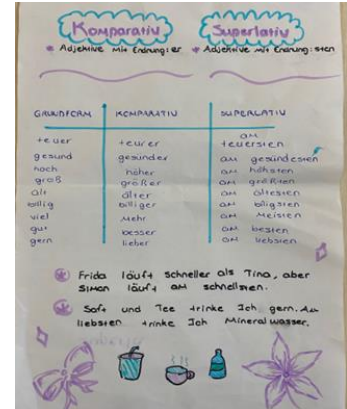 Komparativ Superlativ
* Adjektive mit Endung: er * Adjektive mit Endung: sten
GRUNDFORM KOMPARATIV SUPERLATIV
teuer teurer am teuersten
gesund gesünder am gesündesten
hoch höher am höhsten
groß größer am größten
alt älter am ältesten
billig billiger am billigsten
viel mehr am meisten
gut besser am besten
gern lieber am liebsten
Frida läuft schneller als Tina, aber
Simon läuft am schnellsten.
Saft und Tee trinke Ich gern. Am
liebsten trinke Ich Mineralwasser.